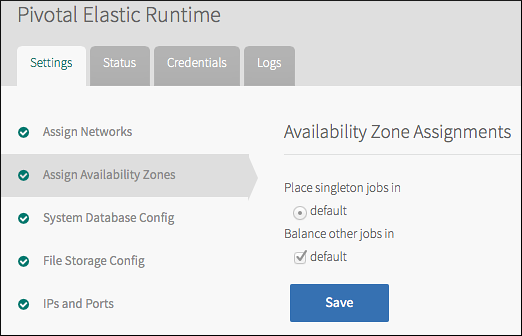 Pivotal Elastic Runtime
Settings
Status
Credentials
Logs
Assign Networks
Assign Availability Zones
System Database Config
File Storage Config
IPs and Ports
Availability Zone Assignments
Place singleton jobs in
default
Balance other jobs in
default
Save